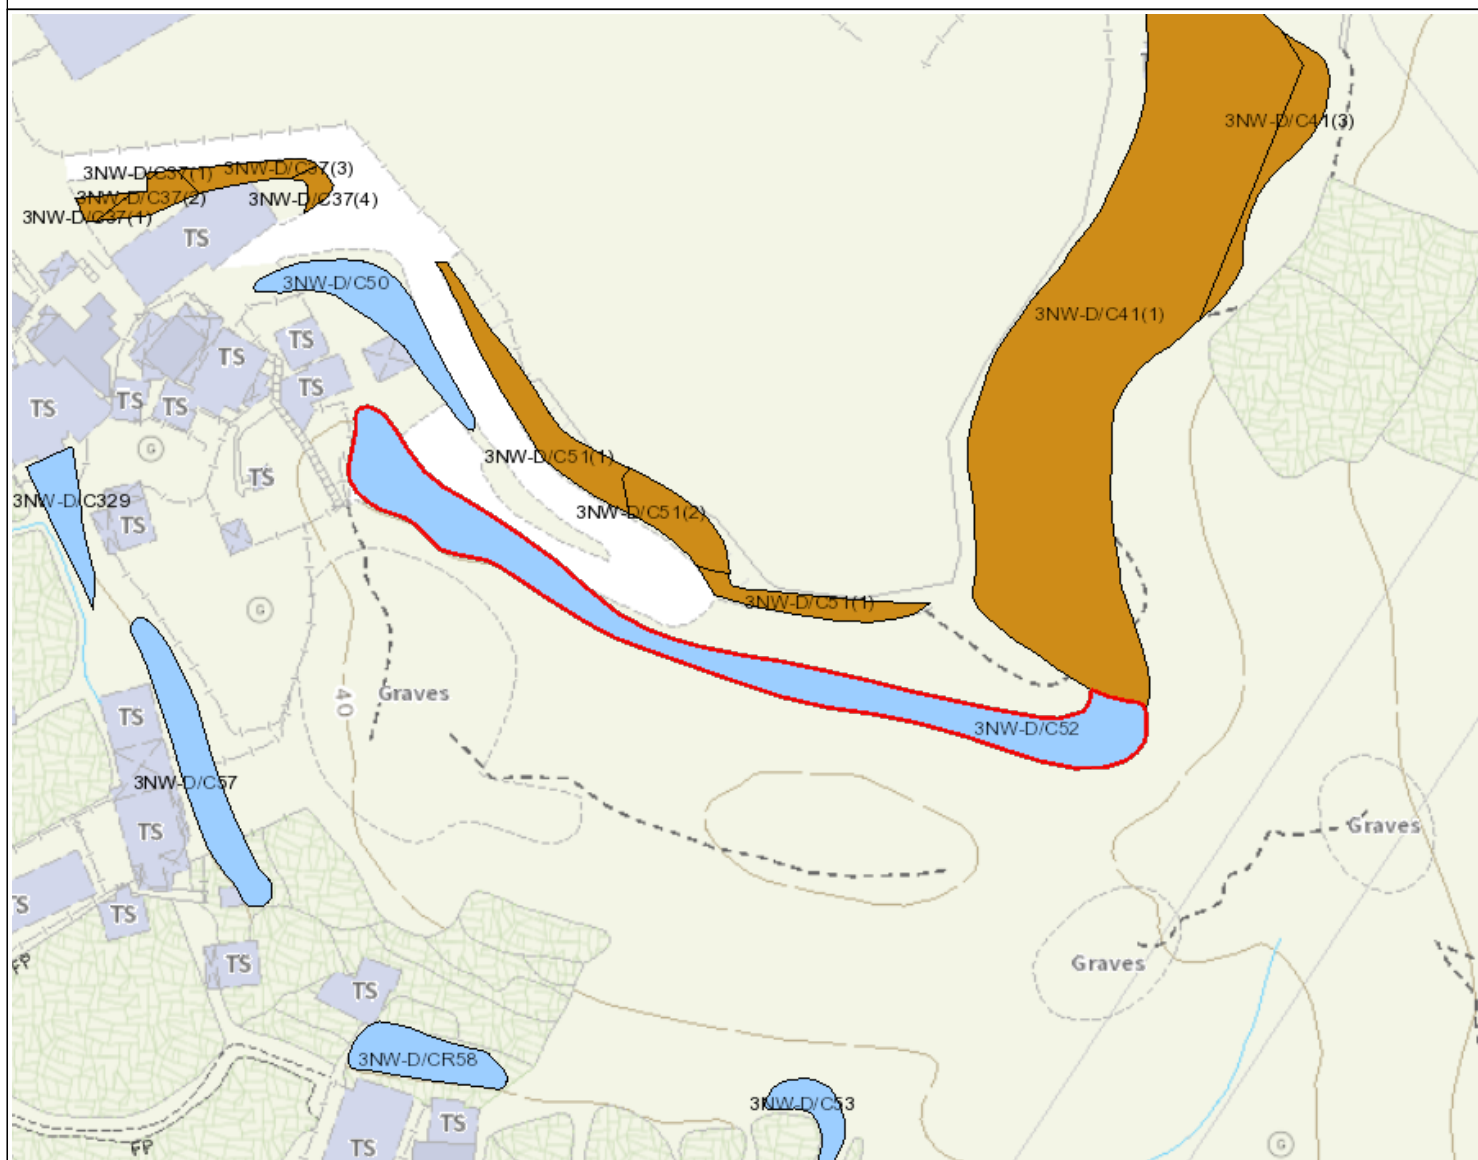 3NW-D/C41(3)
3NW-D/C37(1)
3NW-D/C37(3)
3NW-D/C37(2)
3NW-D/C37(4)
3NW-D/C37(1)
TS
3NW-D/C50
3NW-D/C41(1)
TS
TS
TS
TS
TS
TS
G
3NW-D/C51(1)
TS
3NW-D/C329
3NW-D/C51(2)
TS
3NW-D/C51(1)
G
Graves
40
TS
3NW-D/C52
3NW-D/C57
TS
Graves
TS
TS
FP
TS
Graves
TS
3NW-D/CR58
3NW-D/C53
TS
FP
TS
G